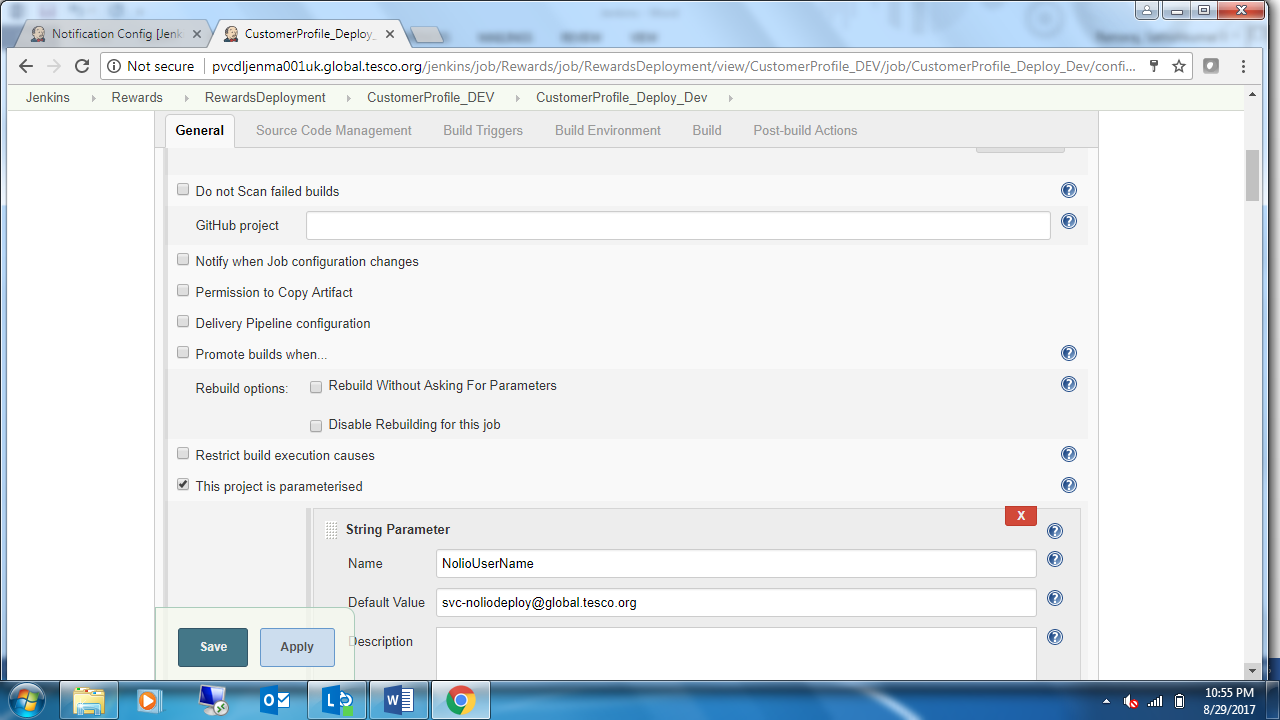 Notification Config [Jenk
CustomerProfile_Deploy_
Not secure
pvcdljenma001uk.global.tesco.org/jenkins/job/Rewards/job/RewardsDeployment/view/CustomerProfile_DEV/job/CustomerProfile_Deploy_Dev/confi...
Jenkins Rewards RewardsDeployment CustomerProfile_DEV CustomerProfile_Deploy_Dev
General Source Code Management Build Triggers Build Environment Build Post-build Actions
Do not Scan failed builds
GitHub project
Notify when Job configuration changes
Permission to Copy Artifact
Delivery Pipeline configuration
Promote builds when...
Rebuild options: Rebuild Without Asking For Parameters
Disable Rebuilding for this job
Restrict build execution causes
This project is parameterised
X
String Parameter
Name NolioUserName
Default Value svc-noliodeploy@global.tesco.org
Description
Save Apply
10:55 PM
8/29/2017